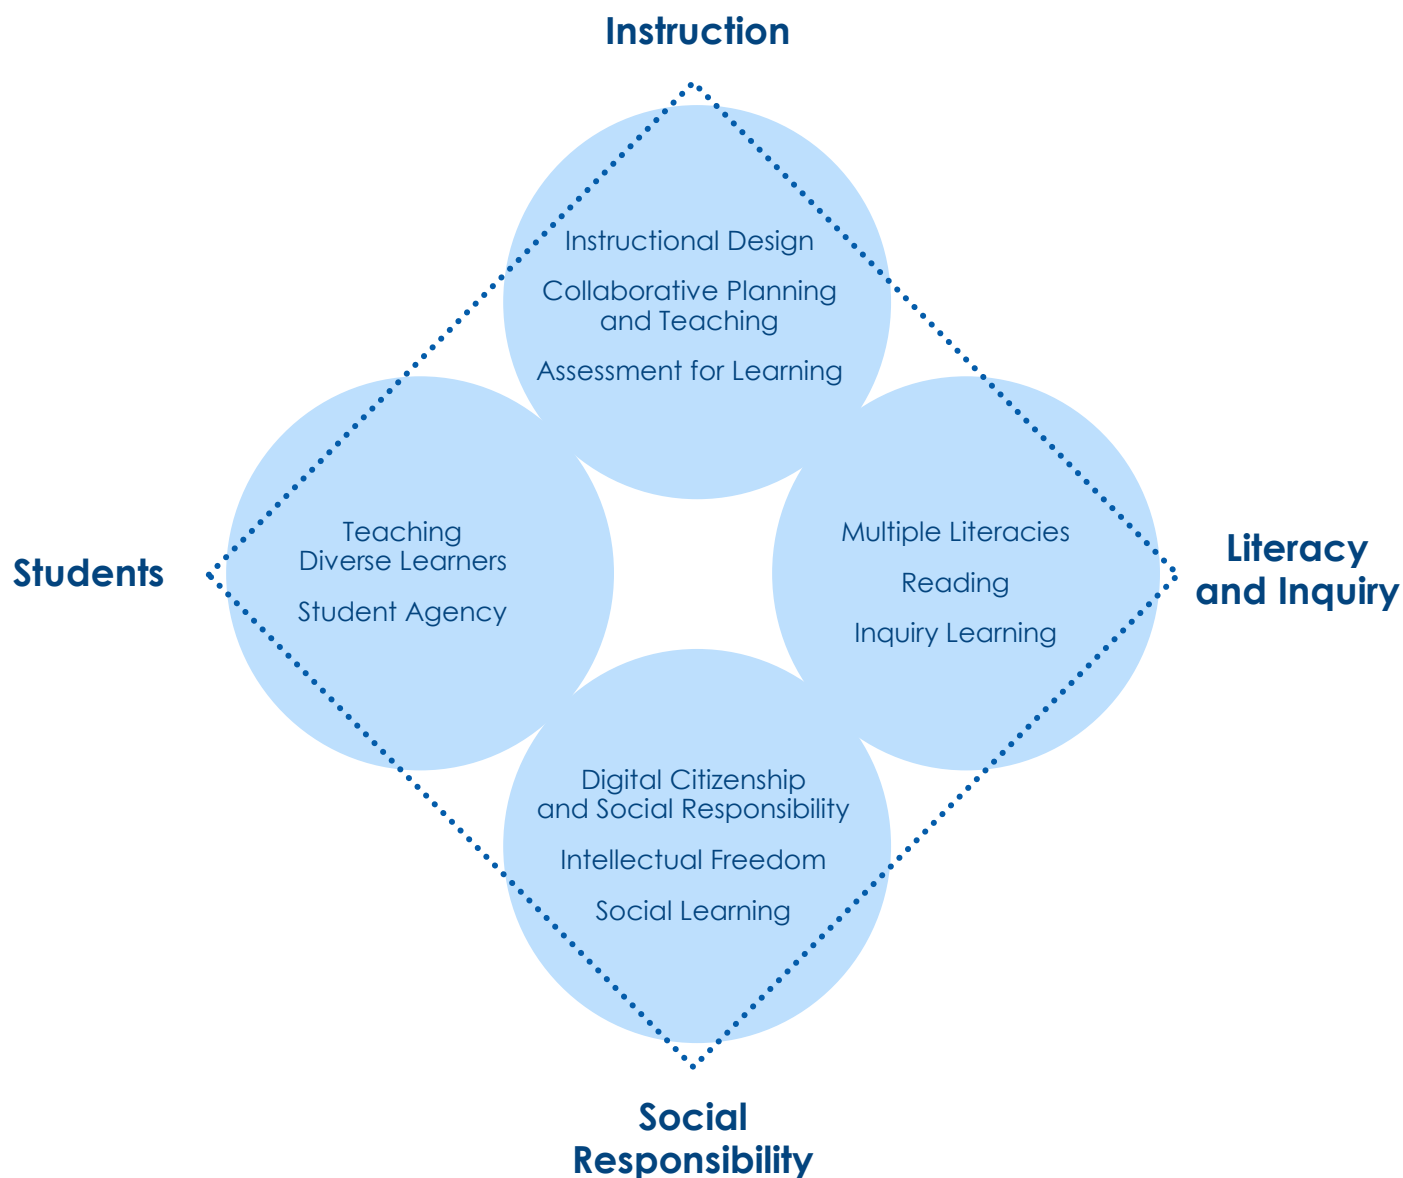 Instruction
Instructional Design
Collaborative Planning
and Teaching
Assessment for Learning
Students
Teaching
Diverse Learners
Student Agency
Multiple Literacies
Reading
Inquiry Learning
Literacy
and Inquiry
Digital Citizenship
and Social Responsibility
Intellectual Freedom
Social Learning
Social
Responsibility